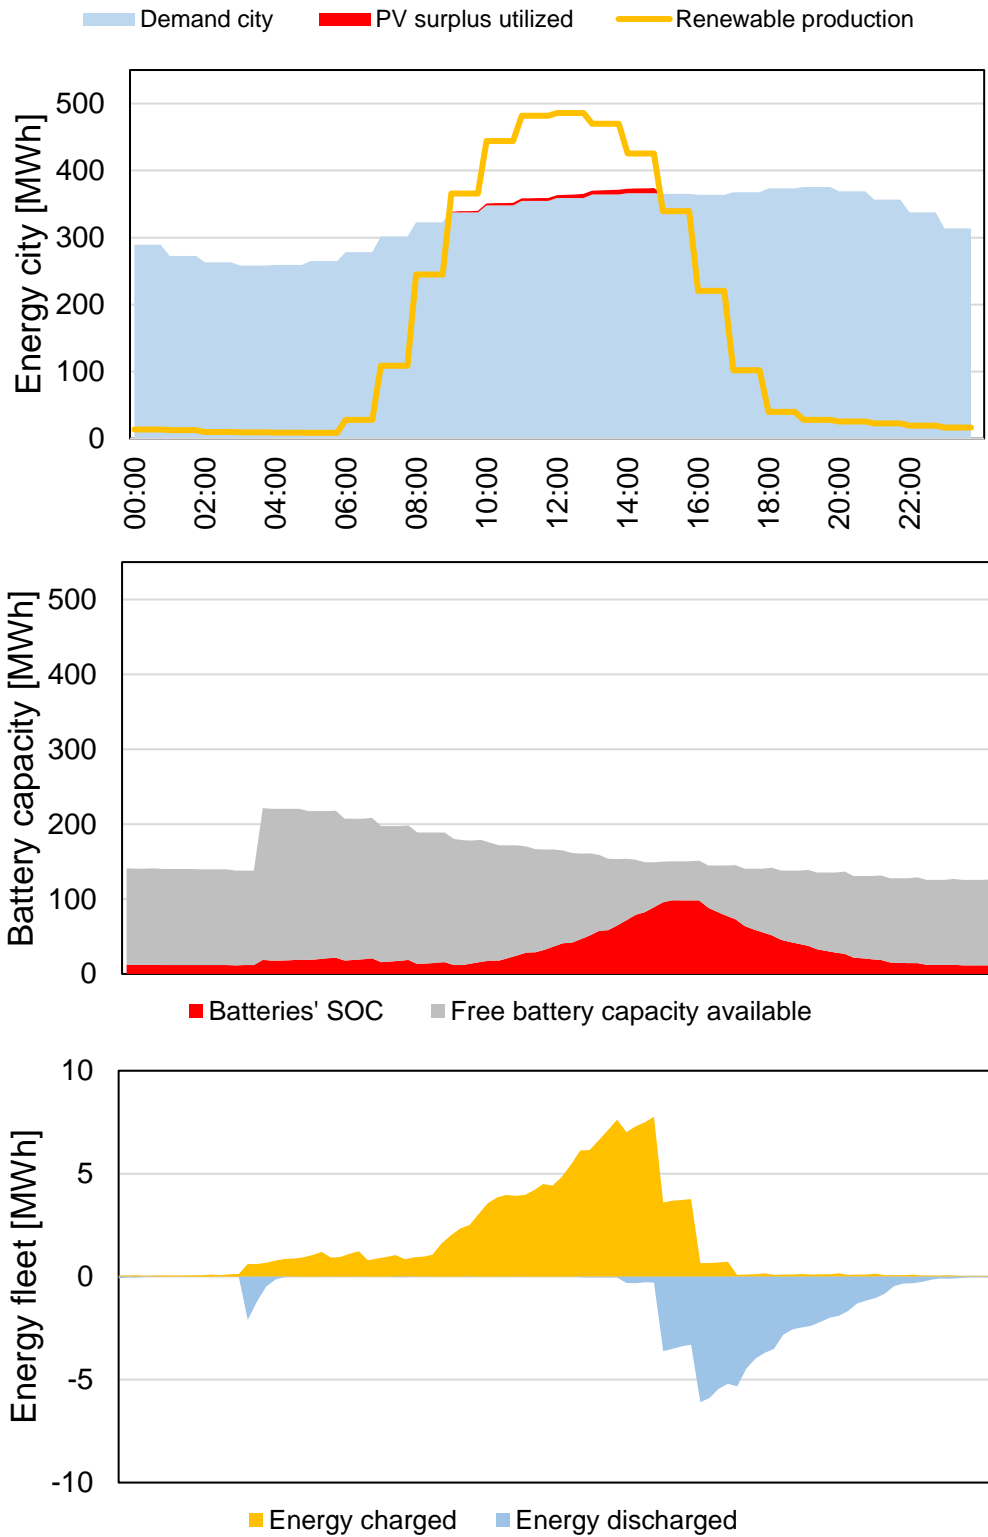 Demand city PV surplus utilized Renewable production
Energy city [MWh]
500
400
300
200
100
0
00:00 02:00 04:00 06:00 08:00 10:00 12:00 14:00 16:00 18:00 20:00 22:00
Battery capacity [MWh]
500
400
300
200
100
0
Batteries' SOC Free battery capacity available
Energy fleet [MWh]
10
5
0
-5
-10
Energy charged Energy discharged